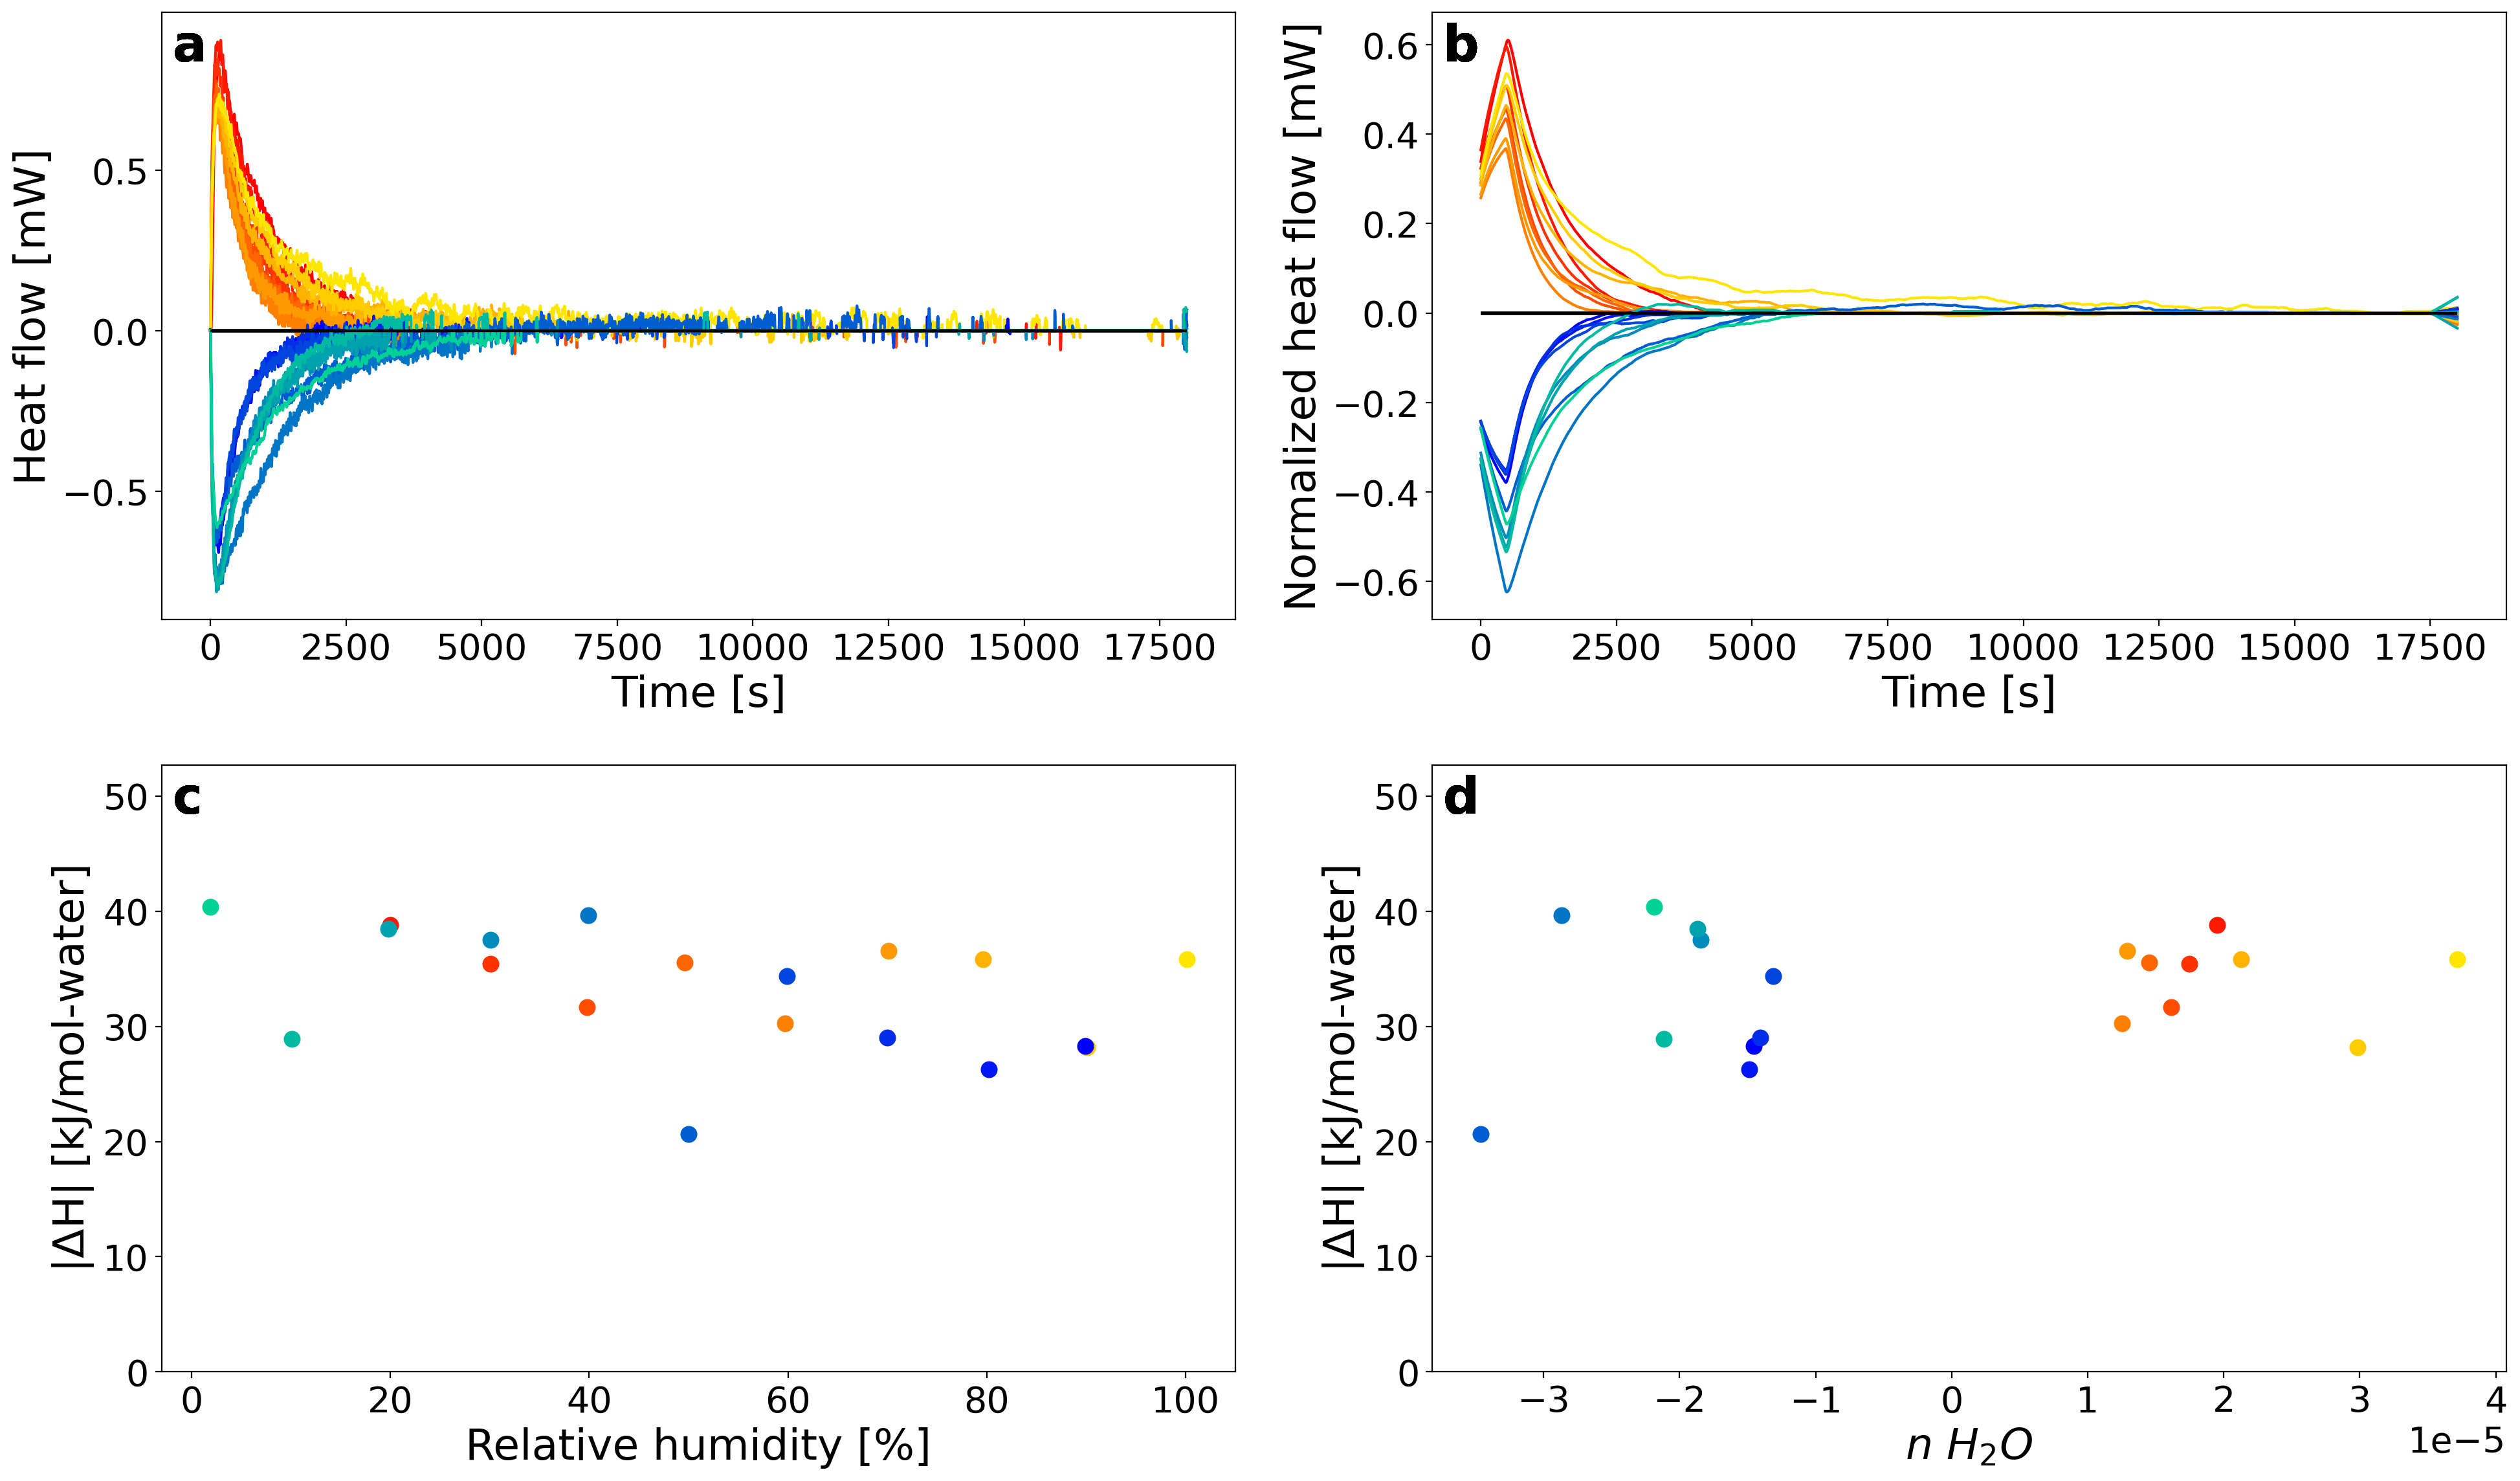 a
Heat flow [mW]
0.5
0.0
−0.5
0 2500 5000 7500 10000 12500 15000 17500
Time [s]
b
Normalized heat flow [mW]
0.6
0.4
0.2
0.0
−0.2
−0.4
−0.6
0 2500 5000 7500 10000 12500 15000 17500
Time [s]
c
|ΔH| [kJ/mol-water]
50
40
30
20
10
0
0 20 40 60 80 100
Relative humidity [%]
d
|ΔH| [kJ/mol-water]
50
40
30
20
10
0
−3 −2 −1 0 1 2 3 4
1e−5
n H₂O